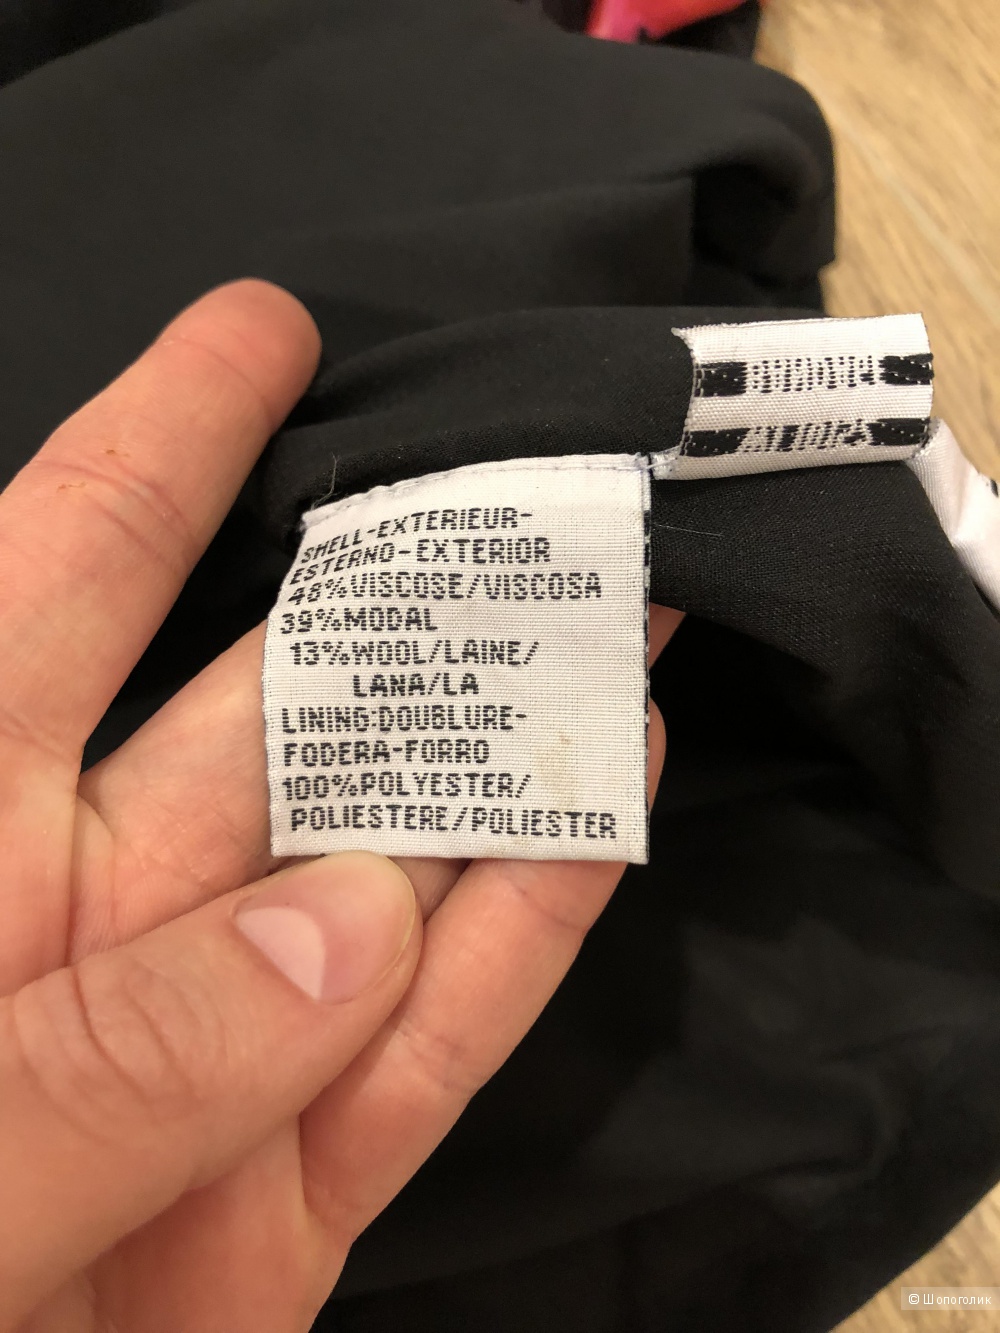 SHELL-EXTERIEUR-
ESTERNO-EXTERIOR
48%VISCOSE/VISCOSA
39%MODAL
13%WOOL/LAINE/
LANA/LA
LINING:DOUBLURE-
FODERA-FORRO
100%POLYESTER/
POLIESTERE/POLIESTER
© Шопоголик